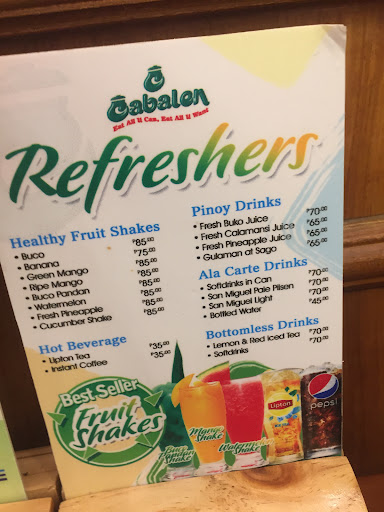 Cabalen
Eat All U Can, Eat All U Want
Refreshers
Healthy Fruit Shakes
• Buco ₱85.00
• Banana ₱75.00
• Green Mango ₱85.00
• Ripe Mango ₱85.00
• Buco Pandan ₱85.00
• Watermelon ₱85.00
• Fresh Pineapple ₱85.00
• Cucumber Shake ₱85.00
Hot Beverage
• Lipton Tea ₱35.00
• Instant Coffee ₱35.00
Pinoy Drinks
• Fresh Buko Juice ₱70.00
• Fresh Calamansi Juice ₱65.00
• Fresh Pineapple Juice ₱65.00
• Gulaman at Sago ₱65.00
Ala Carte Drinks
• Softdrinks in Can ₱70.00
• San Miguel Pale Pilsen ₱70.00
• San Miguel Light ₱70.00
• Bottled Water ₱45.00
Bottomless Drinks
• Lemon & Red Iced Tea ₱70.00
• Softdrinks ₱70.00
Best Seller
Fruit
Shakes
Buco
Pandan
Shake
Mango
Shake
Watermelon
Shake
Lipton
pepsi